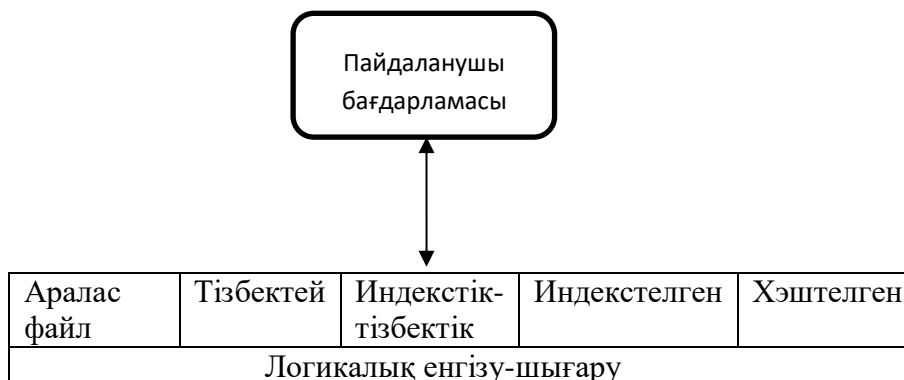 Пайдаланушы
бағдарламасы
Аралас Тізбектей Индекстік- Индекстелген Хэштелген
файл тізбектік
Логикалық енгізу-шығару